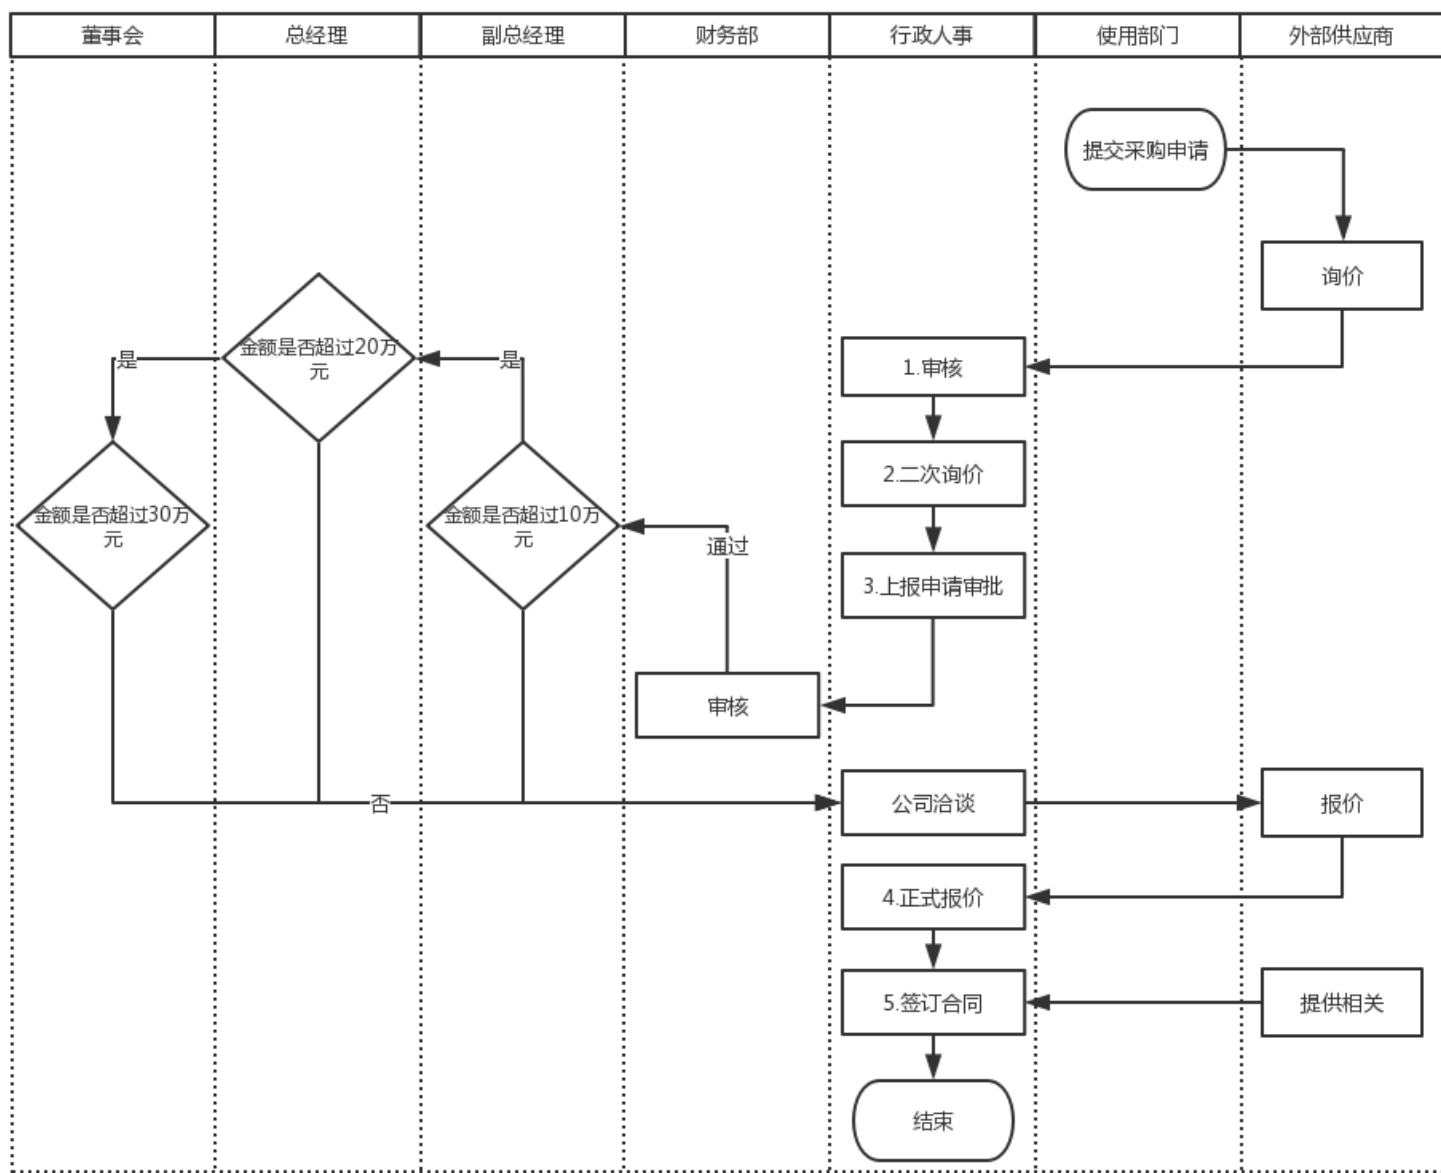 董事会
总经理
副总经理
财务部
行政人事
使用部门
外部供应商
提交采购申请
询价
金额是否超过20万
元
是
是
1.审核
2.二次询价
金额是否超过30万
元
金额是否超过10万
元
通过
3.上报申请审批
审核
否
公司洽谈
报价
4.正式报价
5.签订合同
提供相关
结束